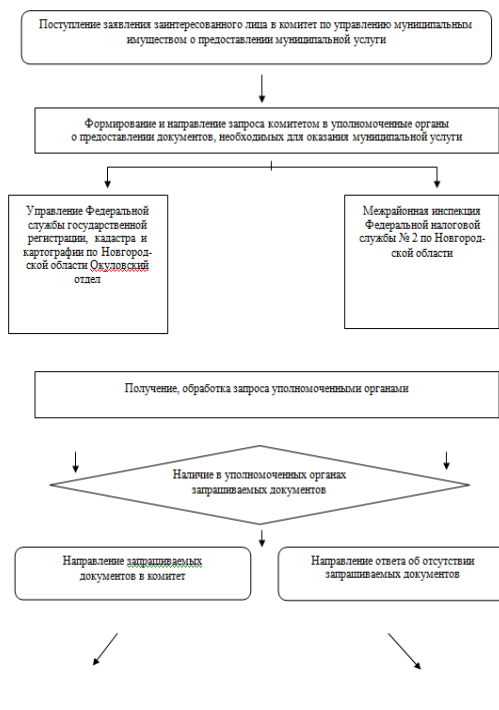 Поступление заявления заинтересованного лица в комитет по управлению муниципальным
имуществом о предоставлении муниципальной услуги
Формирование и направление запроса комитетом в уполномоченные органы
о предоставлении документов, необходимых для оказания муниципальной услуги
Управление Федеральной
службы государственной
регистрации, кадастра и
картографии по Новгород-
ской области Окуловский
отдел
Межрайонная инспекция
Федеральной налоговой
службы № 2 по Новгород-
ской области
Получение, обработка запроса уполномоченными органами
Наличие в уполномоченных органах
запрашиваемых документов
Направление запрашиваемых
документов в комитет
Направление ответа об отсутствии
запрашиваемых документов